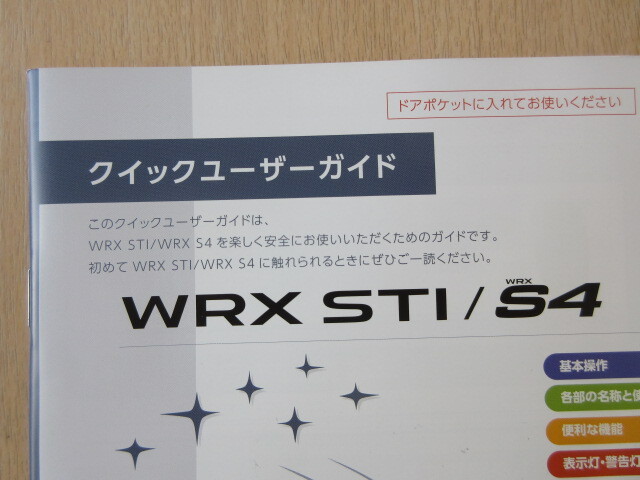 ドアポケットに入れてお使いください
クイックユーザーガイド
このクイックユーザーガイドは、
WRX STI/WRX S4 を楽しく安全にお使いいただくためのガイドです。
初めて WRX STI/WRX S4 に触れられるときにぜひご一読ください。
WRX STI / WRX S4
基本操作
各部の名称と使
便利な機能
表示灯・警告灯